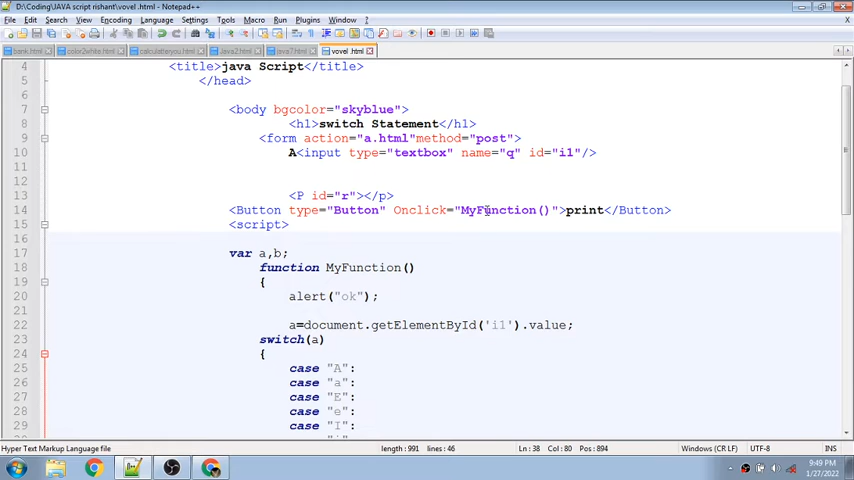 D:\Coding\JAVA script rishant\vovel .html - Notepad++
File Edit Search View Encoding Language Settings Tools Macro Run Plugins Window ?
bank.html color2while.html calculatteyou.html Java2.html java7.html vovel .html
4 <title>java Script</title>
5 </head>
6
7 <body bgcolor="skyblue">
8 <h1>switch Statement</h1>
9 <form action="a.html"method="post">
10 A<input type="textbox" name="q" id="i1"/>
11
12
13 <P id="r"></p>
14 <Button type="Button" Onclick="MyFunction()">print</Button>
15 <script>
16
17 var a,b;
18 function MyFunction()
19 {
20 alert("ok");
21
22 a=document.getElementById('i1').value;
23 switch(a)
24 {
25 case "A":
26 case "a":
27 case "E":
28 case "e":
29 case "I":
Hyper Text Markup Language file length : 991 lines : 46 Ln : 38 Col : 80 Pos : 894 Windows (CR LF) UTF-8 INS
9:49 PM
1/27/2022